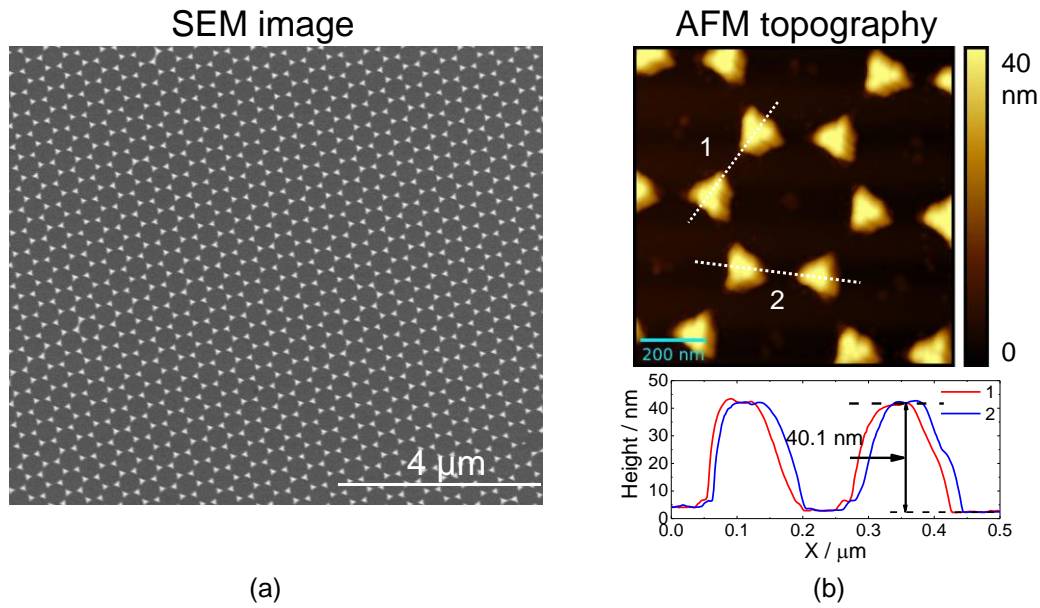 SEM image
4 μm
(a)
AFM topography
40
nm
0
1
2
200 nm
50
40
30
20
10
0
Height / nm
1
2
40.1 nm
0.0 0.1 0.2 0.3 0.4 0.5
X / μm
(b)